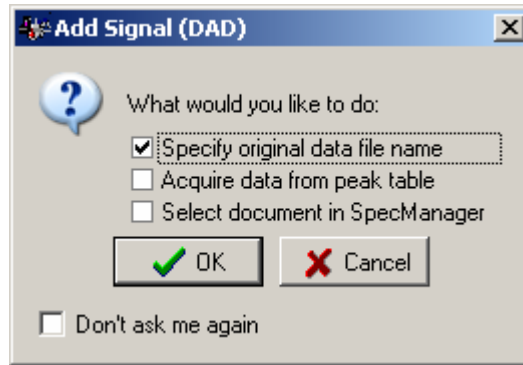 Add Signal (DAD)
What would you like to do:
Specify original data file name
Acquire data from peak table
Select document in SpecManager
OK Cancel
Don't ask me again